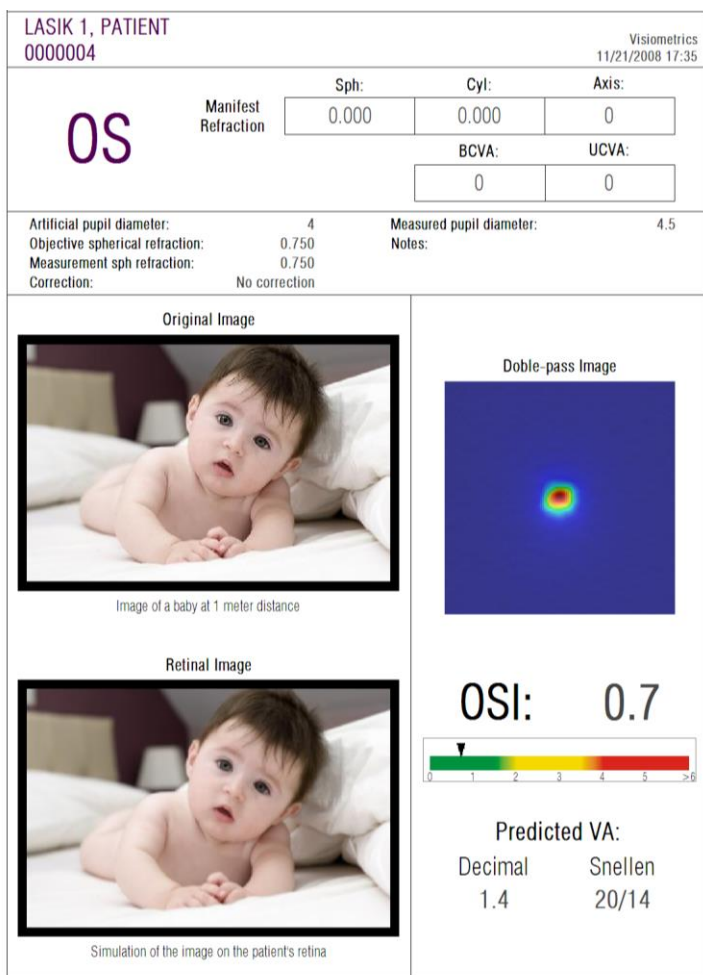 LASIK 1, PATIENT
0000004
Visiometrics
11/21/2008 17:35
OS
Manifest
Refraction
Sph: Cyl: Axis:
0.000 0.000 0
BCVA: UCVA:
0 0
Artificial pupil diameter: 4
Objective spherical refraction: 0.750
Measurement sph refraction: 0.750
Correction: No correction
Measured pupil diameter: 4.5
Notes:
Original Image
Image of a baby at 1 meter distance
Retinal Image
Simulation of the image on the patient's retina
Doble-pass Image
OSI: 0.7
0 1 2 3 4 5 >6
Predicted VA:
Decimal Snellen
1.4 20/14